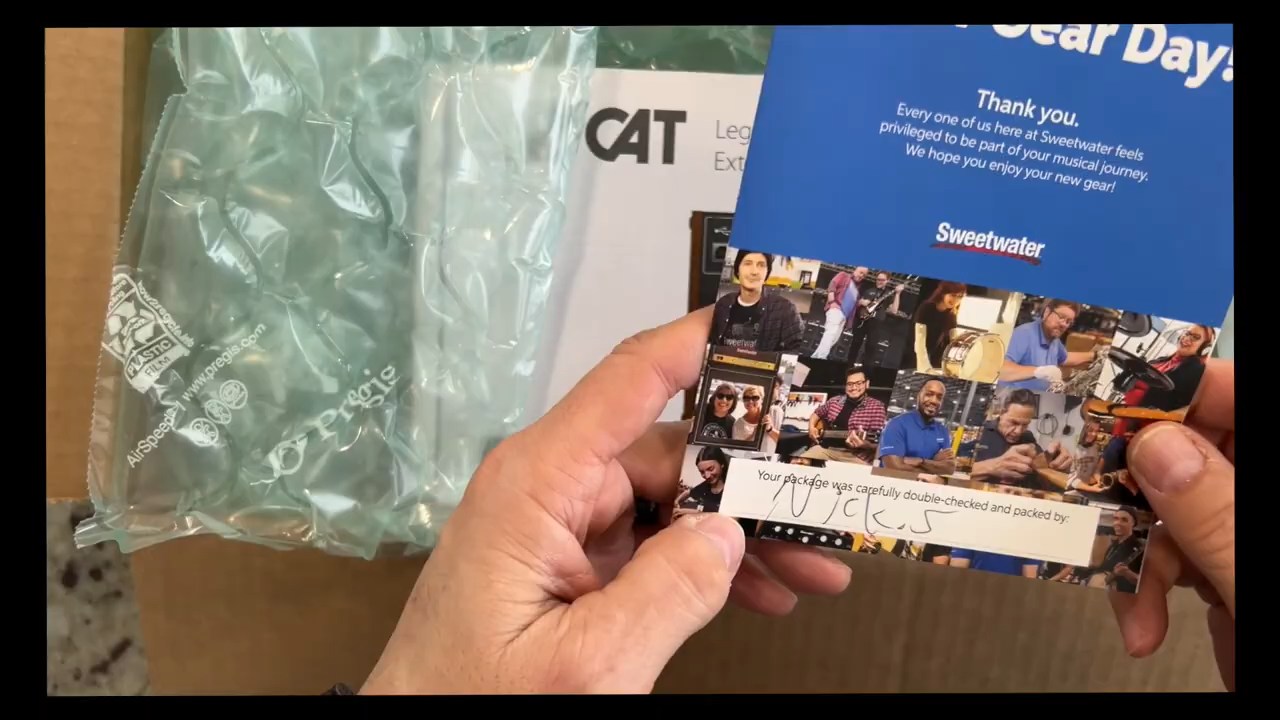 CAT
Leg
Ext
Gear Day!
Thank you.
Every one of us here at Sweetwater feels
privileged to be part of your musical journey.
We hope you enjoy your new gear!
Sweetwater
Your package was carefully double-checked and packed by:
Nick.S
PLASTIC
FILM
AirSpeed
www.pregis.com
Pregis